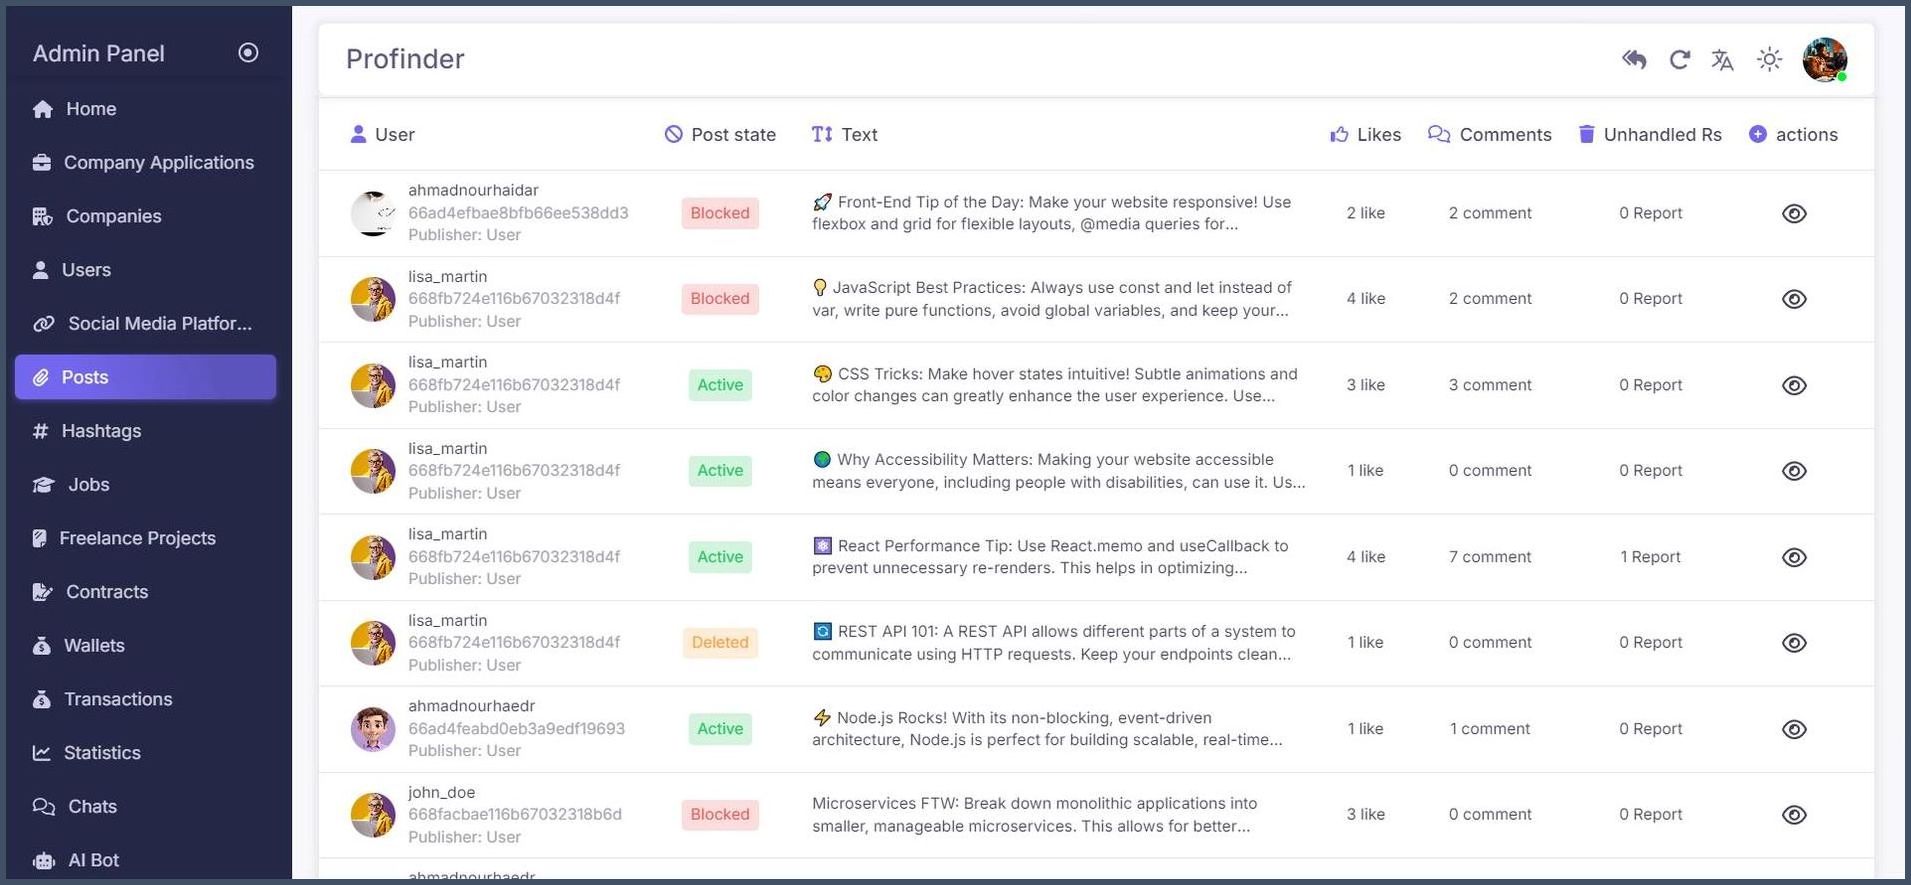 Admin Panel
Home
Company Applications
Companies
Users
Social Media Platfor...
Posts
Hashtags
Jobs
Freelance Projects
Contracts
Wallets
Transactions
Statistics
Chats
AI Bot
Profinder
User Post state Text Likes Comments Unhandled Rs actions
ahmadnourhaidar
66ad4efbae8bfb66ee538dd3
Publisher: User
Blocked
🚀 Front-End Tip of the Day: Make your website responsive! Use
flexbox and grid for flexible layouts, @media queries for...
2 like 2 comment 0 Report
lisa_martin
668fb724e116b67032318d4f
Publisher: User
Blocked
💡 JavaScript Best Practices: Always use const and let instead of
var, write pure functions, avoid global variables, and keep your...
4 like 2 comment 0 Report
lisa_martin
668fb724e116b67032318d4f
Publisher: User
Active
🎨 CSS Tricks: Make hover states intuitive! Subtle animations and
color changes can greatly enhance the user experience. Use...
3 like 3 comment 0 Report
lisa_martin
668fb724e116b67032318d4f
Publisher: User
Active
🌍 Why Accessibility Matters: Making your website accessible
means everyone, including people with disabilities, can use it. Us...
1 like 0 comment 0 Report
lisa_martin
668fb724e116b67032318d4f
Publisher: User
Active
⚛️ React Performance Tip: Use React.memo and useCallback to
prevent unnecessary re-renders. This helps in optimizing...
4 like 7 comment 1 Report
lisa_martin
668fb724e116b67032318d4f
Publisher: User
Deleted
🔄 REST API 101: A REST API allows different parts of a system to
communicate using HTTP requests. Keep your endpoints clean...
1 like 0 comment 0 Report
ahmadnourhaedr
66ad4feabd0eb3a9edf19693
Publisher: User
Active
⚡ Node.js Rocks! With its non-blocking, event-driven
architecture, Node.js is perfect for building scalable, real-time...
1 like 1 comment 0 Report
john_doe
668facbae116b67032318b6d
Publisher: User
Blocked
Microservices FTW: Break down monolithic applications into
smaller, manageable microservices. This allows for better...
3 like 0 comment 0 Report
ahmadnourhaedr